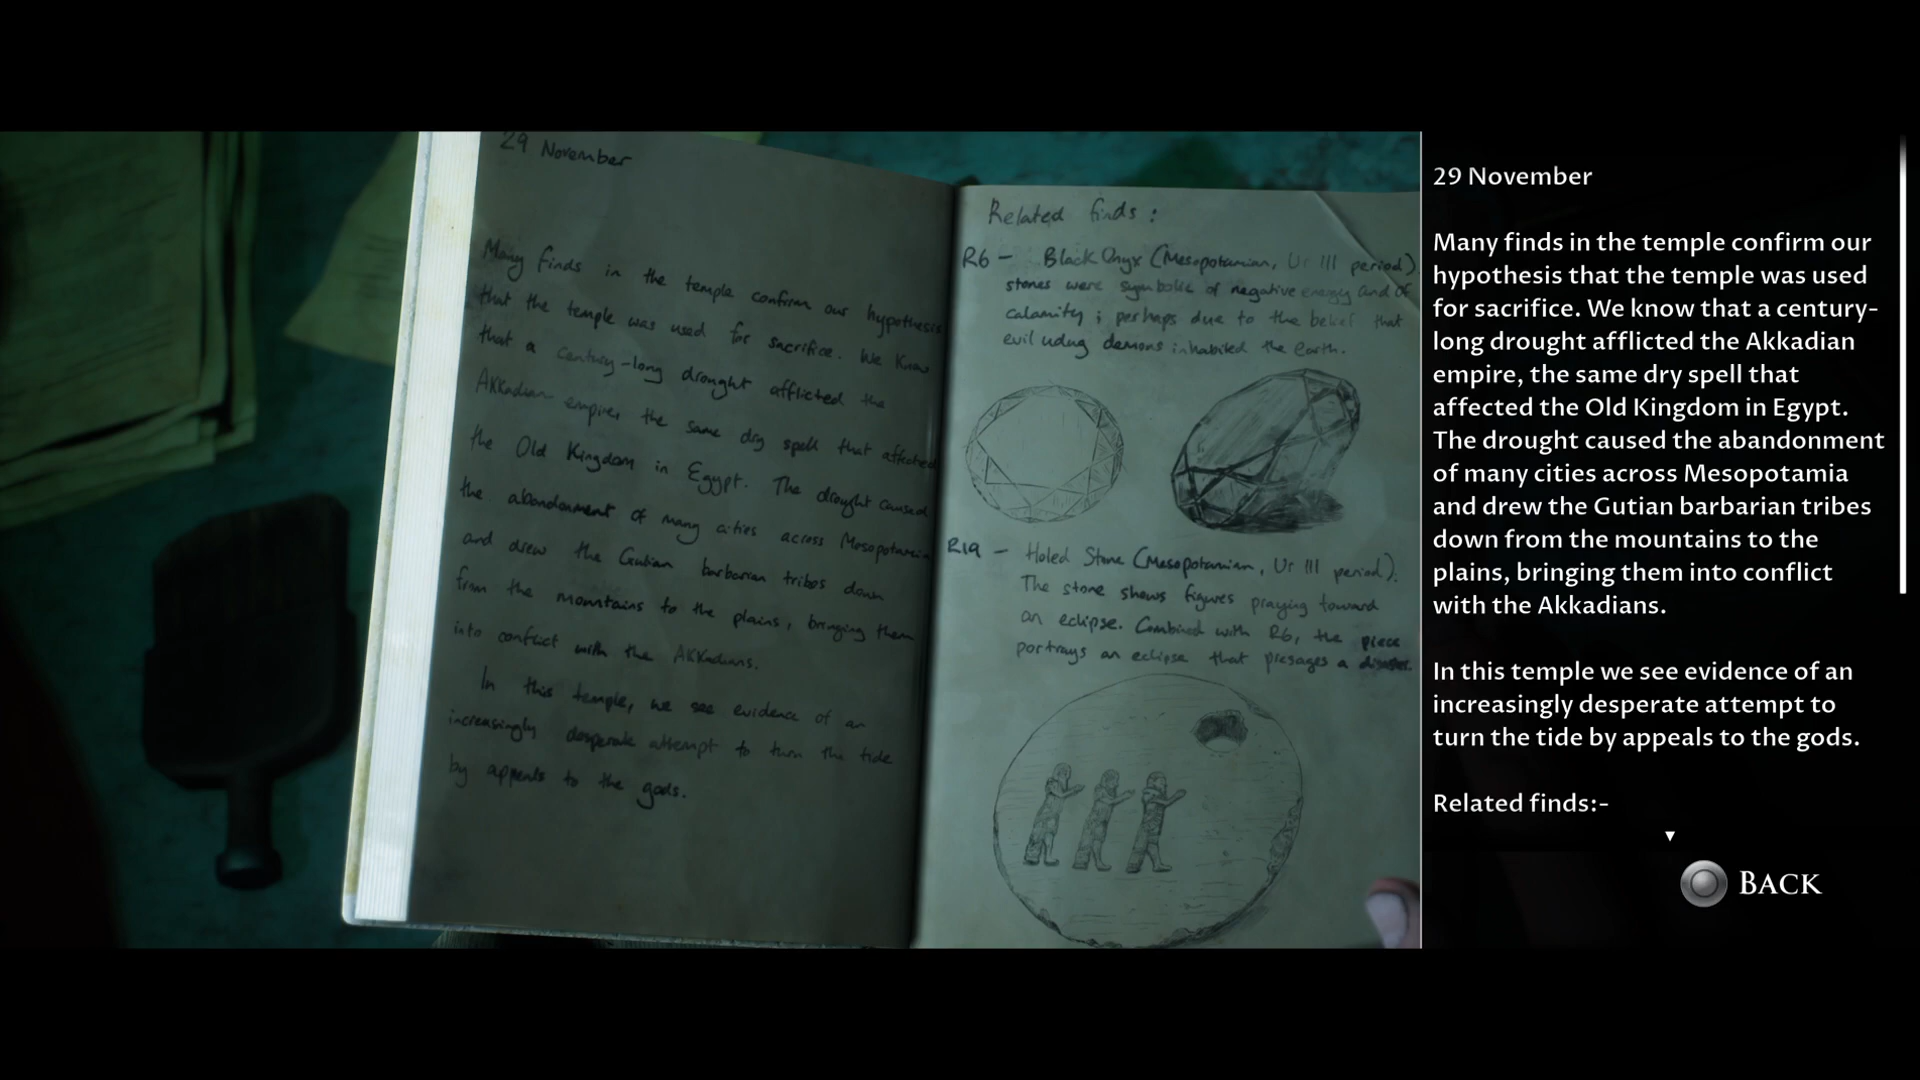 29 November
Many finds in the temple confirm our hypothesis
that the temple was used for sacrifice. We know
that a century-long drought afflicted the
Akkadian empire, the same dry spell that affected
the Old Kingdom in Egypt. The drought caused
the abandonment of many cities across Mesopotamia
and drew the Gutian barbarian tribes down
from the mountains to the plains, bringing them
into conflict with the Akkadians.
In this temple, we see evidence of an
increasingly desperate attempt to turn the tide
by appeals to the gods.
Related finds:
R6 - Black Onyx (Mesopotamian, Ur III period)
stones were symbolic of negative energy and of
calamity; perhaps due to the belief that
evil udug demons inhabited the earth.
R19 - Holed Stone (Mesopotamian, Ur III period).
The stone shows figures praying toward
an eclipse. Combined with R6, the piece
portrays an eclipse that presages a disaster.
29 November
Many finds in the temple confirm our
hypothesis that the temple was used
for sacrifice. We know that a century-
long drought afflicted the Akkadian
empire, the same dry spell that
affected the Old Kingdom in Egypt.
The drought caused the abandonment
of many cities across Mesopotamia
and drew the Gutian barbarian tribes
down from the mountains to the
plains, bringing them into conflict
with the Akkadians.
In this temple we see evidence of an
increasingly desperate attempt to
turn the tide by appeals to the gods.
Related finds:-
BACK